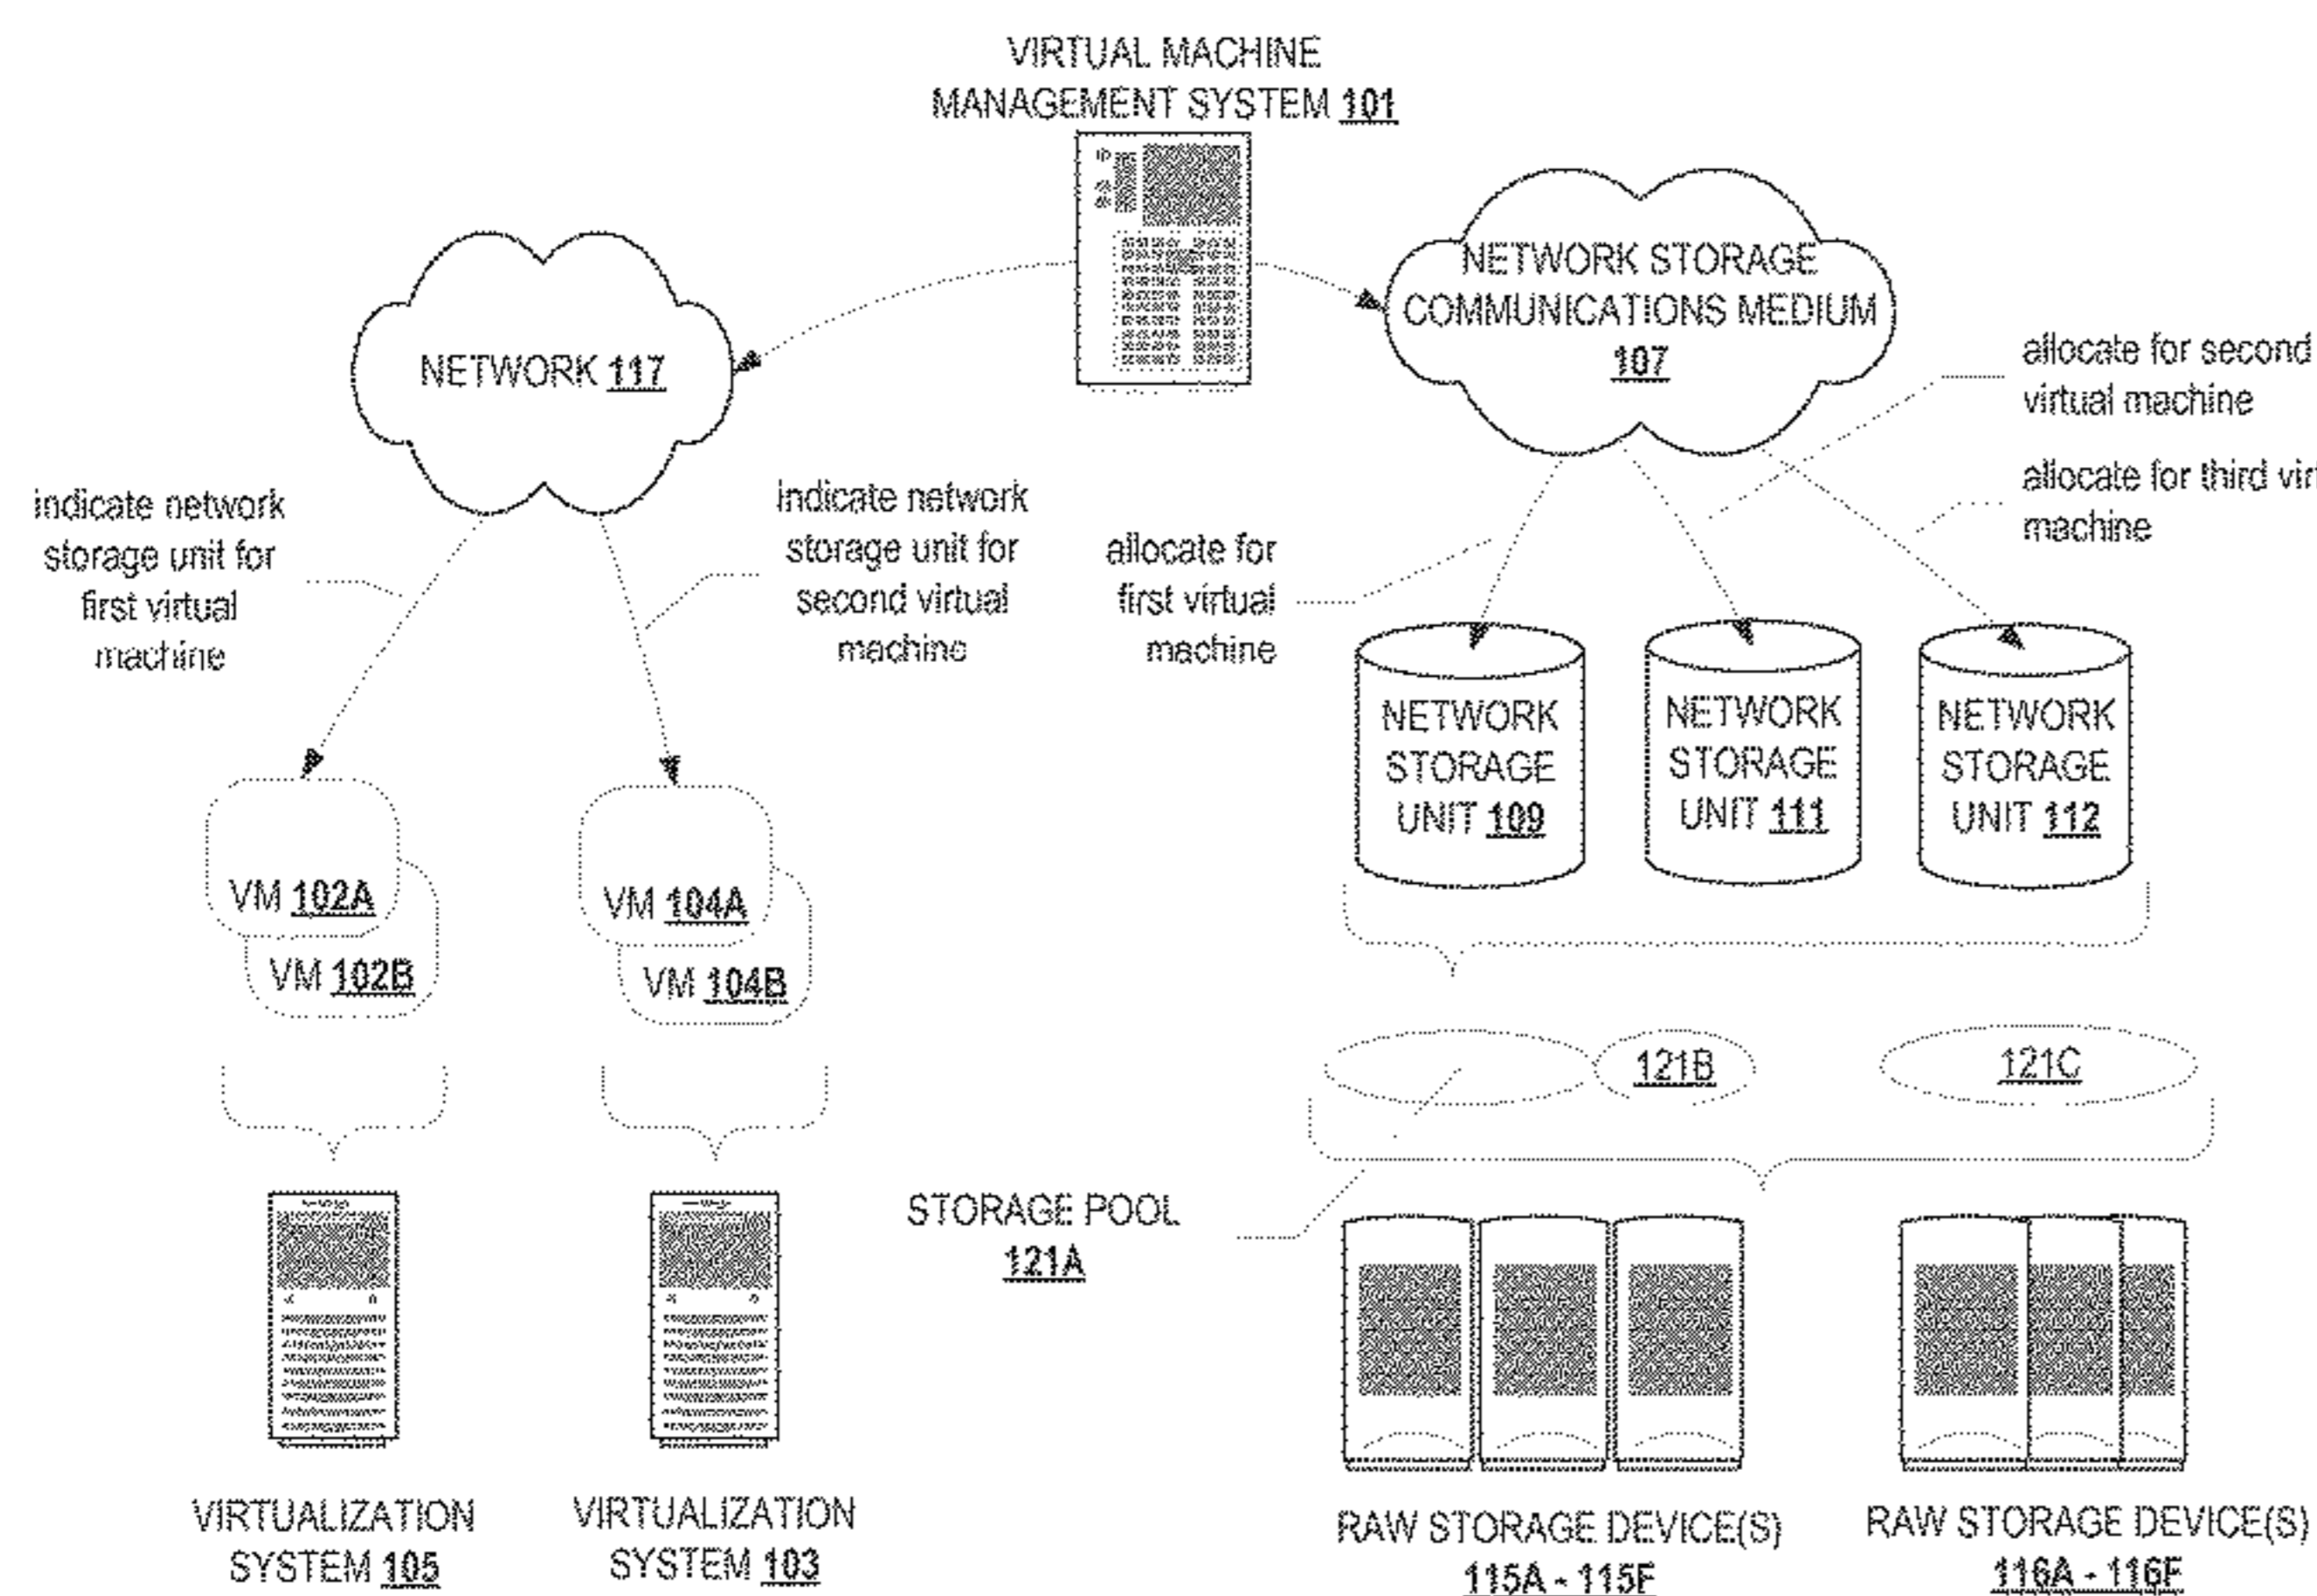 VIRTUAL MACHINE
MANAGEMENT SYSTEM 101
NETWORK STORAGE
COMMUNICATIONS MEDIUM
107
NETWORK 117
allocate for second
virtual machine
allocate for third
machine
indicate network
storage unit for
first virtual
machine
indicate network
storage unit for
second virtual
machine
allocate for
first virtual
machine
NETWORK
STORAGE
UNIT 109
NETWORK
STORAGE
UNIT 111
NETWORK
STORAGE
UNIT 112
VM 102A
VM 102B
VM 104A
VM 104B
121B
121C
STORAGE POOL
121A
VIRTUALIZATION
SYSTEM 105
VIRTUALIZATION
SYSTEM 103
RAW STORAGE DEVICE(S)
115A - 115F
RAW STORAGE DEVICE(S)
116A - 116F